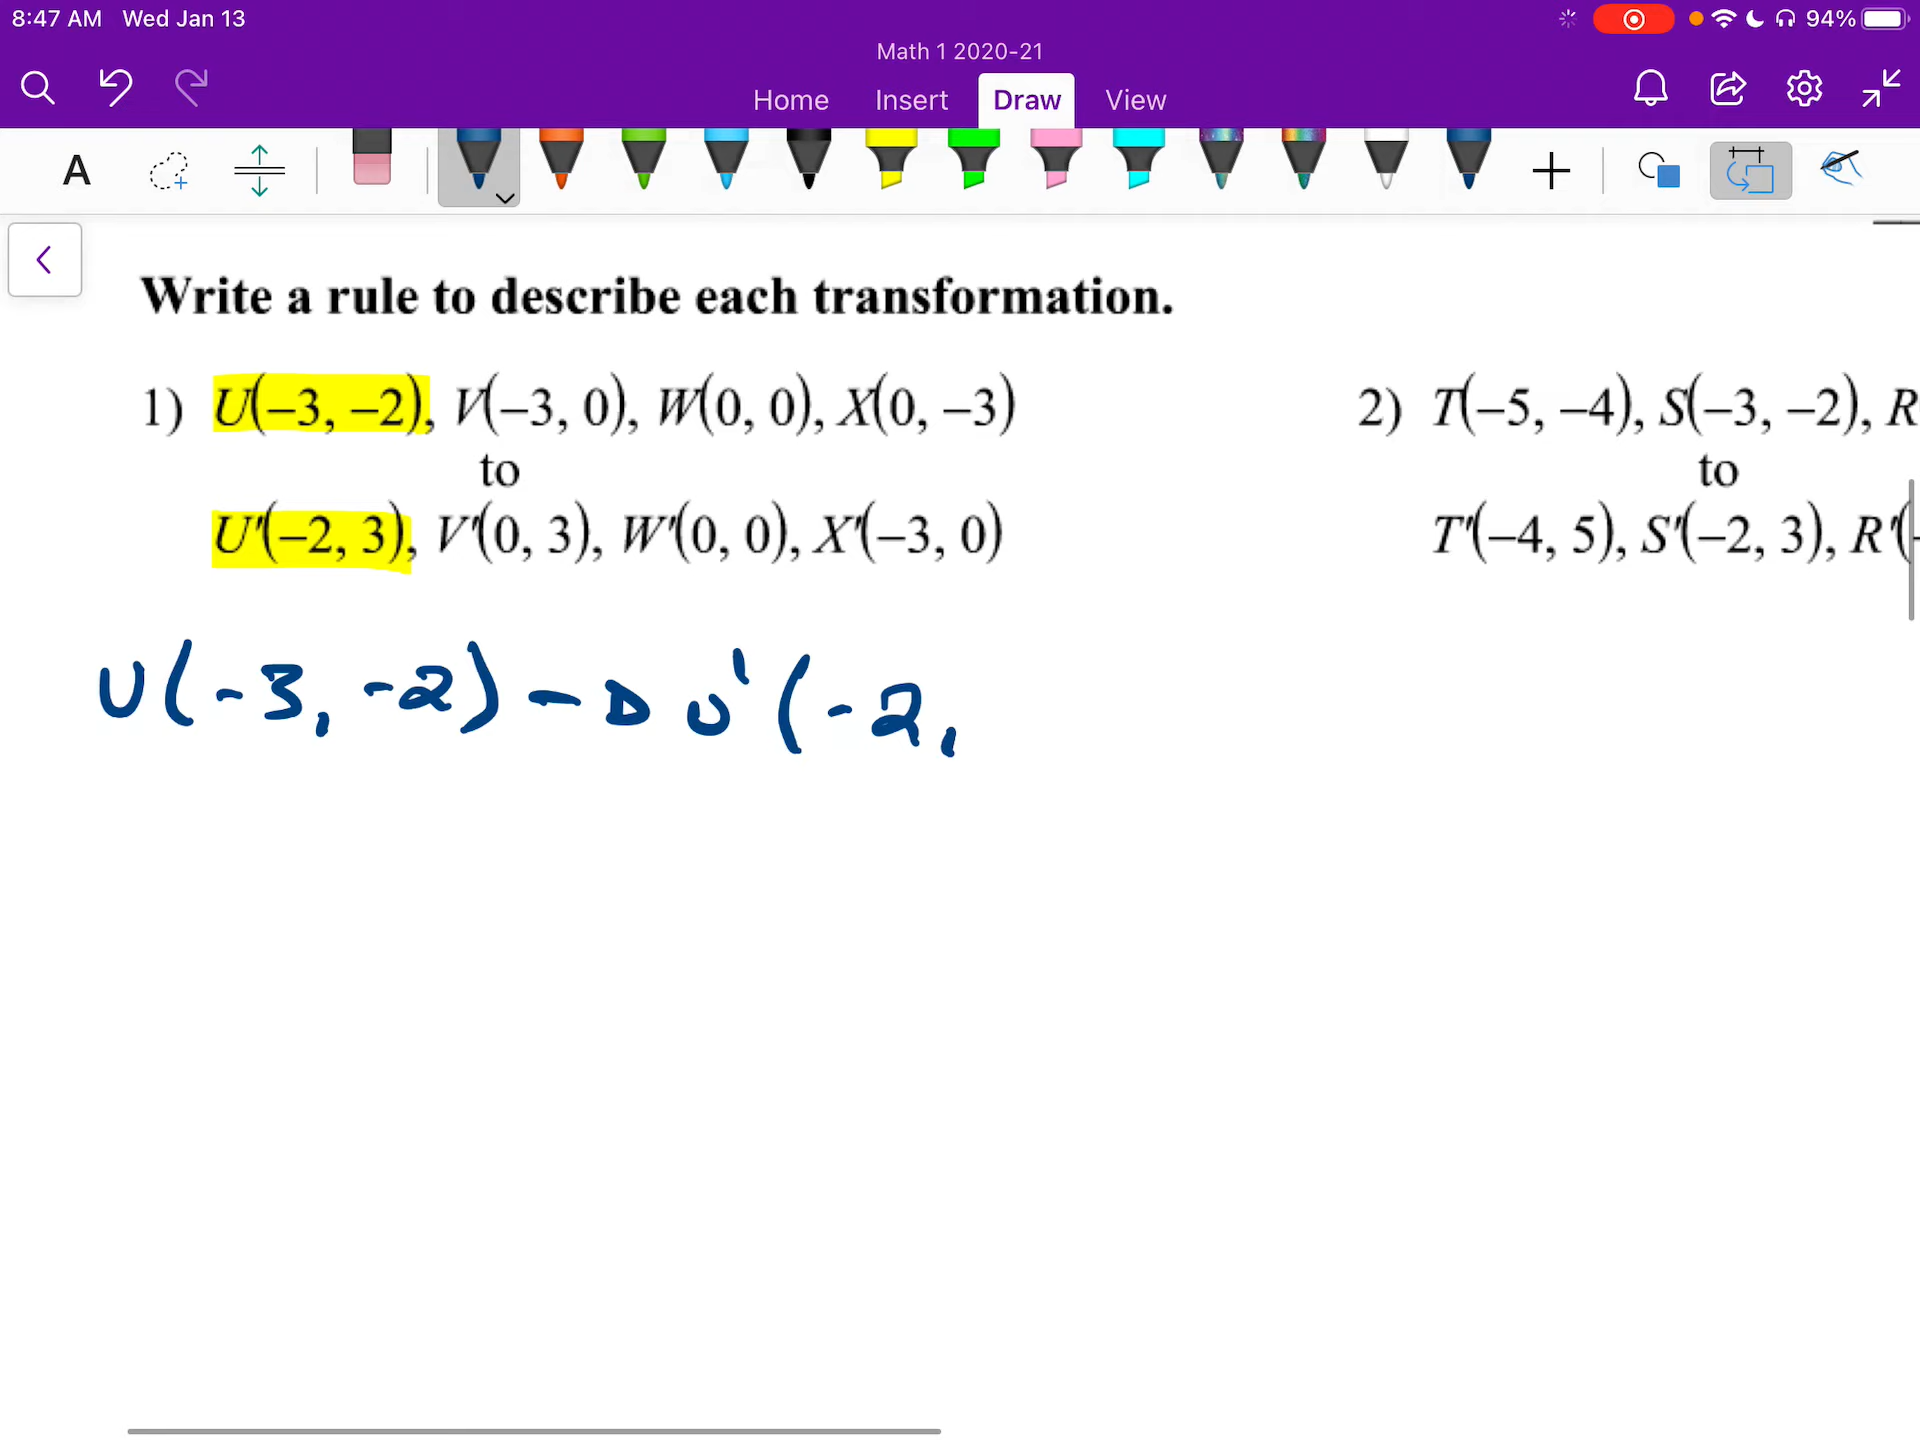 8:47 AM Wed Jan 13 94%
Math 1 2020-21
Home Insert Draw View
A
Write a rule to describe each transformation.
1) U(–3, –2), V(–3, 0), W(0, 0), X(0, –3)
to
U'(–2, 3), V'(0, 3), W'(0, 0), X'(–3, 0)
2) T(–5, –4), S(–3, –2), R
to
T'(–4, 5), S'(–2, 3), R'(
U(-3, -2) → U'(-2,